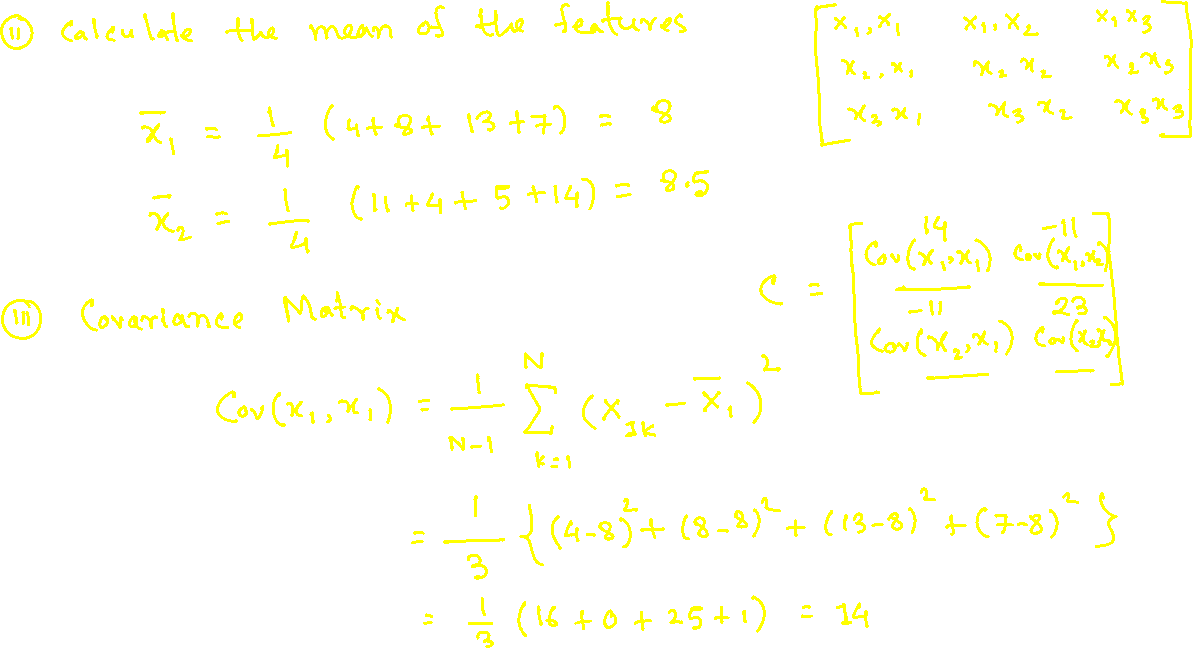 (ii) Calculate the mean of the features
x̄₁ = 1/4 (4+8+13+7) = 8
x̄₂ = 1/4 (11+4+5+14) = 8.5
[ x₁,x₁ x₁,x₂ x₁x₃
x₂,x₁ x₂x₂ x₂x₃
x₃x₁ x₃x₂ x₃x₃ ]
(iii) Covariance Matrix
C = [ 14 -11
Cov(x₁,x₁) Cov(x₁,x₂)
-11 23
Cov(x₂,x₁) Cov(x₂x₂) ]
Cov(x₁,x₁) = 1/(N-1) Σ_{k=1}^{N} (X₁ₖ - X̄₁)²
= 1/3 { (4-8)² + (8-8)² + (13-8)² + (7-8)² }
= 1/3 (16+0+25+1) = 14